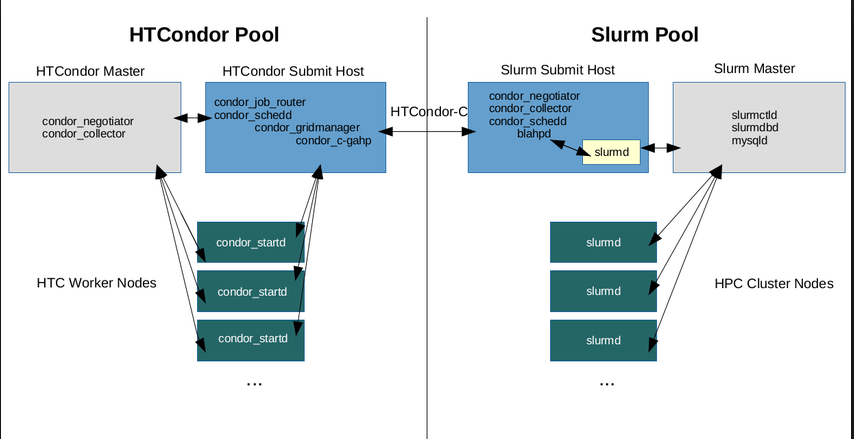 HTCondor Pool
Slurm Pool
HTCondor Master
HTCondor Submit Host
Slurm Submit Host
Slurm Master
condor_negotiator
condor_collector
condor_job_router
condor_schedd
condor_gridmanager
condor_c-gahp
HTCondor-C
condor_negotiator
condor_collector
condor_schedd
blahpd
slurmd
slurmctld
slurmdbd
mysqld
condor_startd
condor_startd
condor_startd
...
HTC Worker Nodes
slurmd
slurmd
slurmd
...
HPC Cluster Nodes